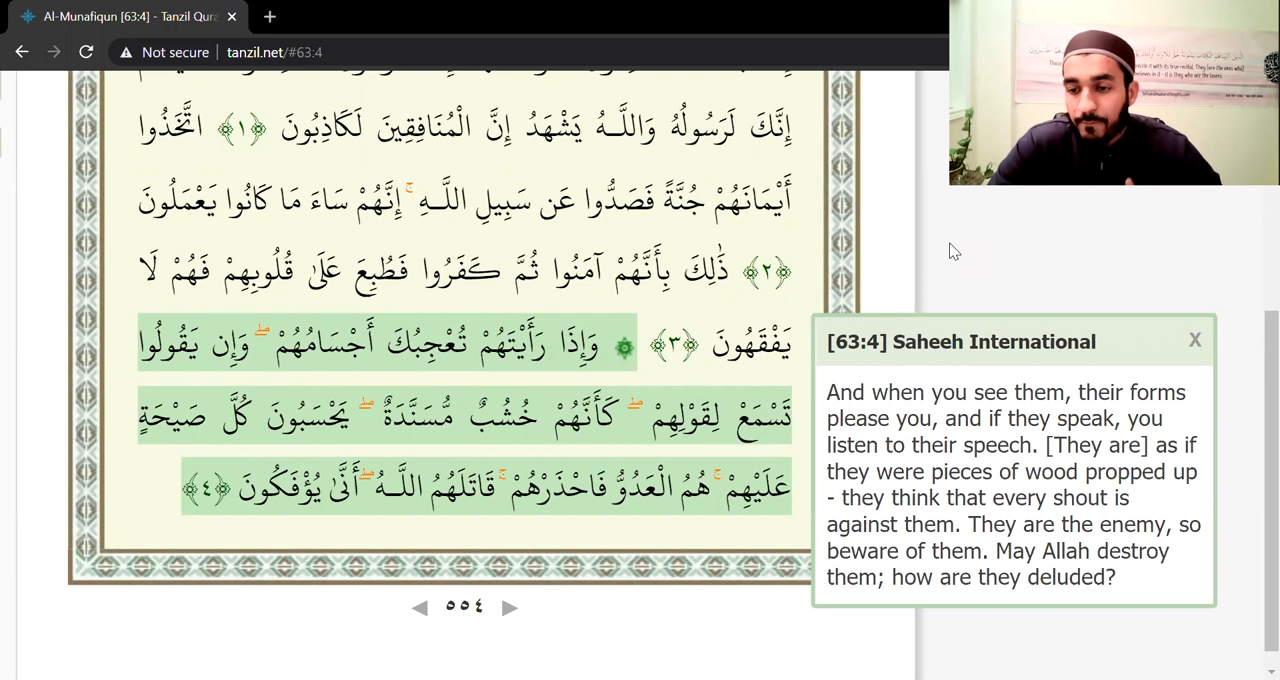 Al-Munafiqun [63:4] - Tanzil Qur
Not secure
tanzil.net/#63:4
إِنَّكَ لَرَسُولُهُ وَاللَّـهُ يَشْهَدُ إِنَّ الْمُنَافِقِينَ لَكَاذِبُونَ ﴿١﴾ اتَّخَذُوا
أَيْمَانَهُمْ جُنَّةً فَصَدُّوا عَن سَبِيلِ اللَّـهِ ۚ إِنَّهُمْ سَاءَ مَا كَانُوا يَعْمَلُونَ
﴿٢﴾ ذَٰلِكَ بِأَنَّهُمْ آمَنُوا ثُمَّ كَفَرُوا فَطُبِعَ عَلَىٰ قُلُوبِهِمْ فَهُمْ لَا
يَفْقَهُونَ ﴿٣﴾ ۞ وَإِذَا رَأَيْتَهُمْ تُعْجِبُكَ أَجْسَامُهُمْ ۖ وَإِن يَقُولُوا
تَسْمَعْ لِقَوْلِهِمْ ۖ كَأَنَّهُمْ خُشُبٌ مُّسَنَّدَةٌ ۖ يَحْسَبُونَ كُلَّ صَيْحَةٍ
عَلَيْهِمْ ۚ هُمُ الْعَدُوُّ فَاحْذَرْهُمْ ۚ قَاتَلَهُمُ اللَّـهُ ۖ أَنَّىٰ يُؤْفَكُونَ ﴿٤﴾
٥٥٤
[63:4] Saheeh International
X
And when you see them, their forms
please you, and if they speak, you
listen to their speech. [They are] as if
they were pieces of wood propped up
- they think that every shout is
against them. They are the enemy, so
beware of them. May Allah destroy
them; how are they deluded?